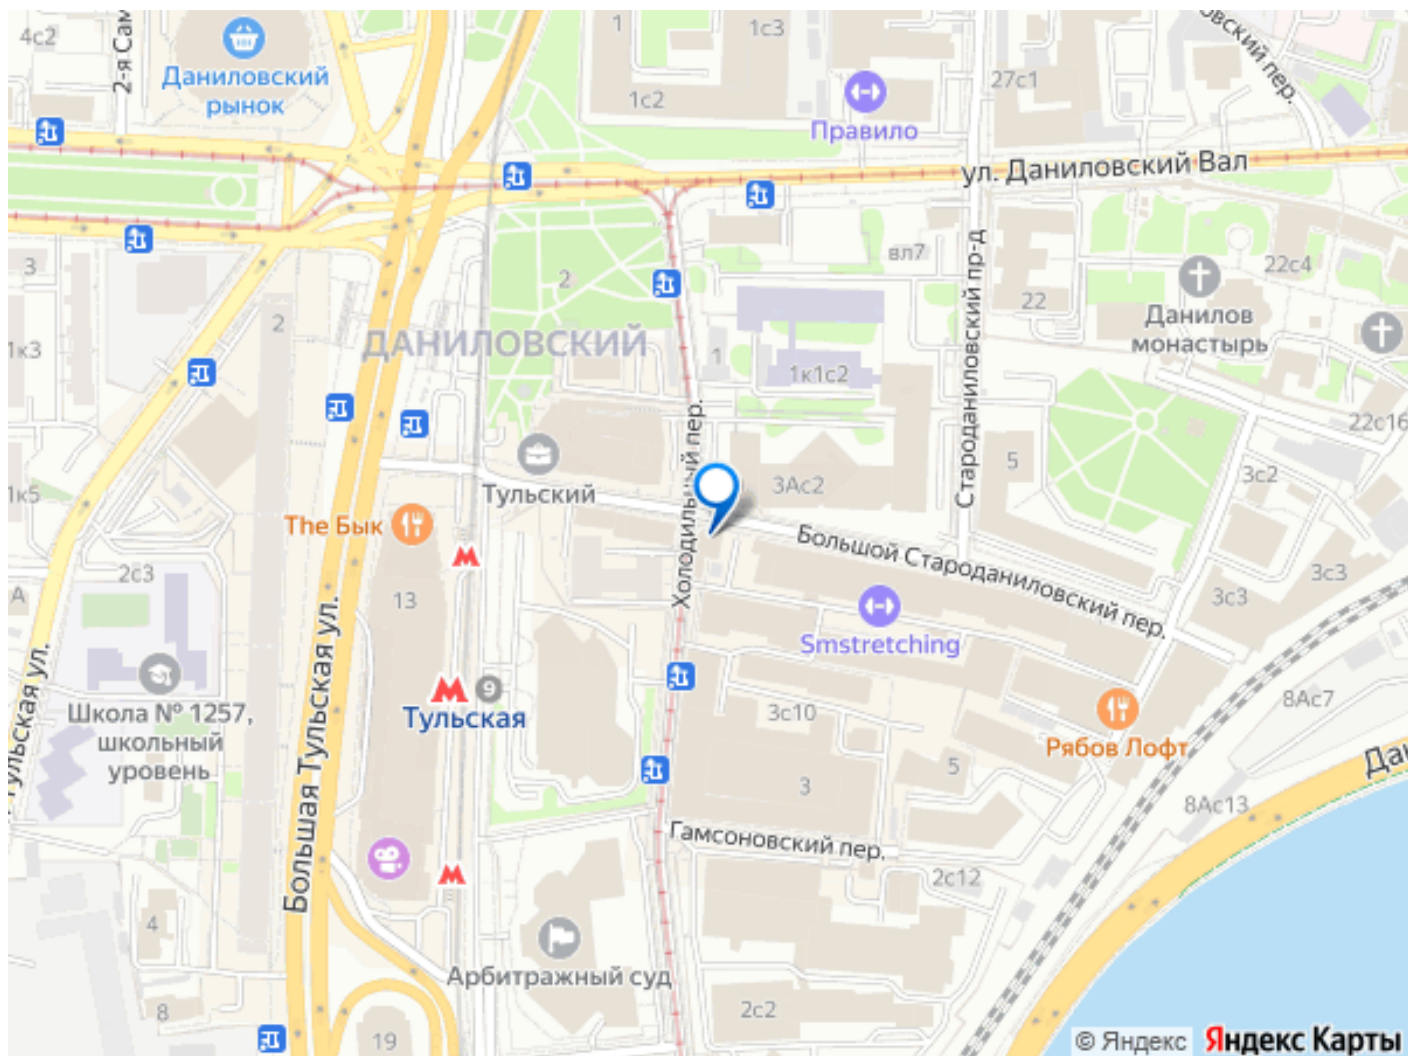 4с2
2-я Сам
Даниловский
рынок
1
1с3
1с2
Правило
27с1
овский пер.
ул. Даниловский Вал
3
2
2
вл7
22
22с4
Данилов
монастырь
Староданиловский пр-д
ДАНИЛОВСКИЙ
1к3
1
1к1с2
22с16
Холодильный пер.
5
3с2
Тульский
3Ас2
1к5
The Бык
Большой Староданиловский пер.
2с3
А
13
3с3
3с3
Smstretching
Тульская ул.
Большая Тульская ул.
Школа № 1257,
школьный
уровень
9
Тульская
3с10
8Ас7
Рябов Лофт
5
3
Дан
8Ас13
Гамсоновский пер.
2с12
4
Арбитражный суд
8
2с2
19
© Яндекс Яндекс Карты